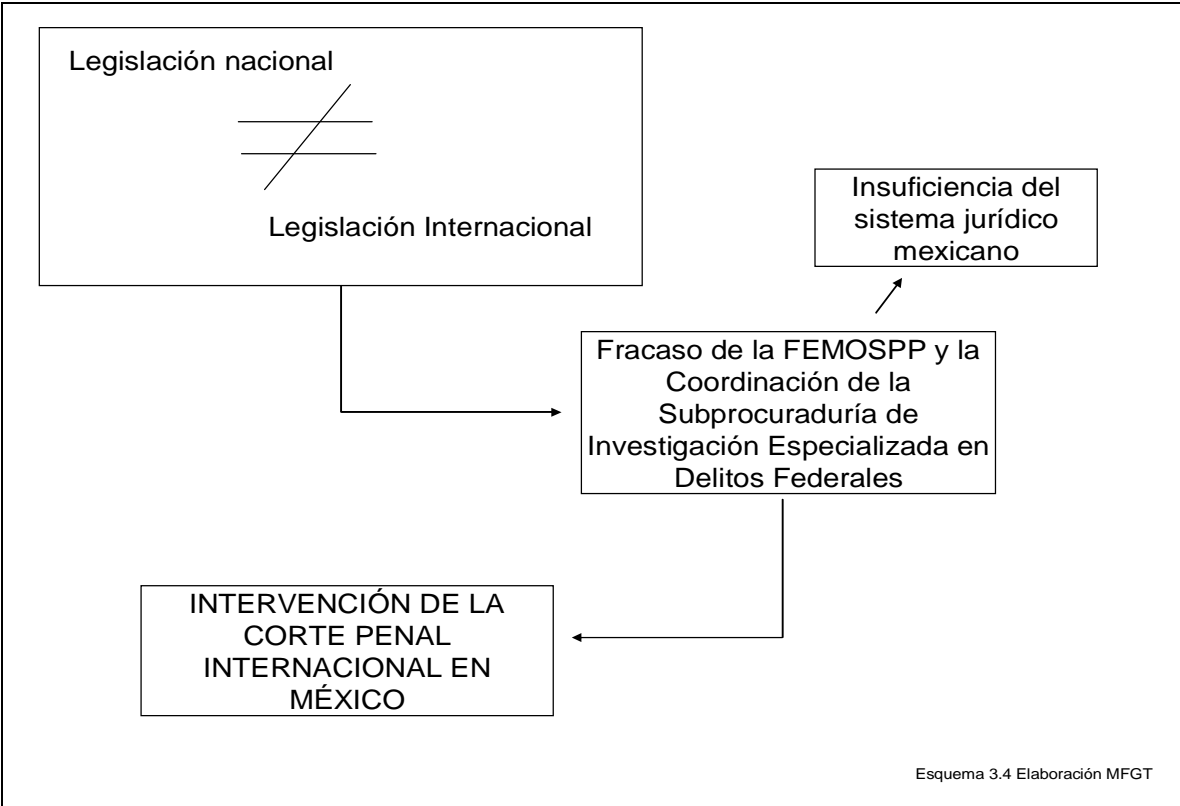 Legislación nacional
Legislación Internacional
Insuficiencia del
sistema jurídico
mexicano
Fracaso de la FEMOSPP y la
Coordinación de la
Subprocuraduría de
Investigación Especializada en
Delitos Federales
INTERVENCIÓN DE LA
CORTE PENAL
INTERNACIONAL EN
MÉXICO
Esquema 3.4 Elaboración MFGT